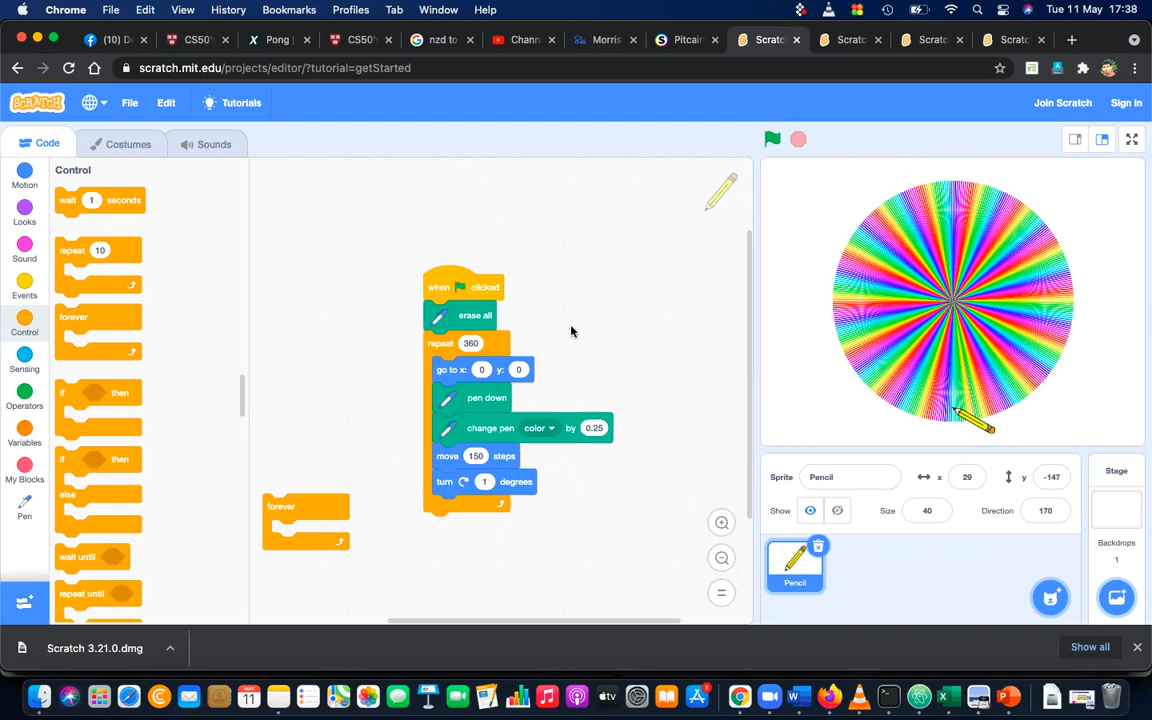 Chrome File Edit View History Bookmarks Profiles Tab Window Help Tue 11 May 17:38
(10) D CS50' Pong CS50' nzd to Chann Morris Pitcair Scratc Scratc Scratc Scratc
scratch.mit.edu/projects/editor/?tutorial=getStarted
SCRATCH File Edit Tutorials Join Scratch Sign in
Code Costumes Sounds
Motion
Looks
Sound
Events
Control
Sensing
Operators
Variables
My Blocks
Pen
Control
wait 1 seconds
repeat 10
forever
if then
if then
else
wait until
repeat until
when clicked
erase all
repeat 360
go to x: 0 y: 0
pen down
change pen color by 0.25
move 150 steps
turn 1 degrees
forever
Sprite Pencil x 29 y -147
Show Size 40 Direction 170
Pencil
Stage
Backdrops
1
Scratch 3.21.0.dmg Show all
MAY
11